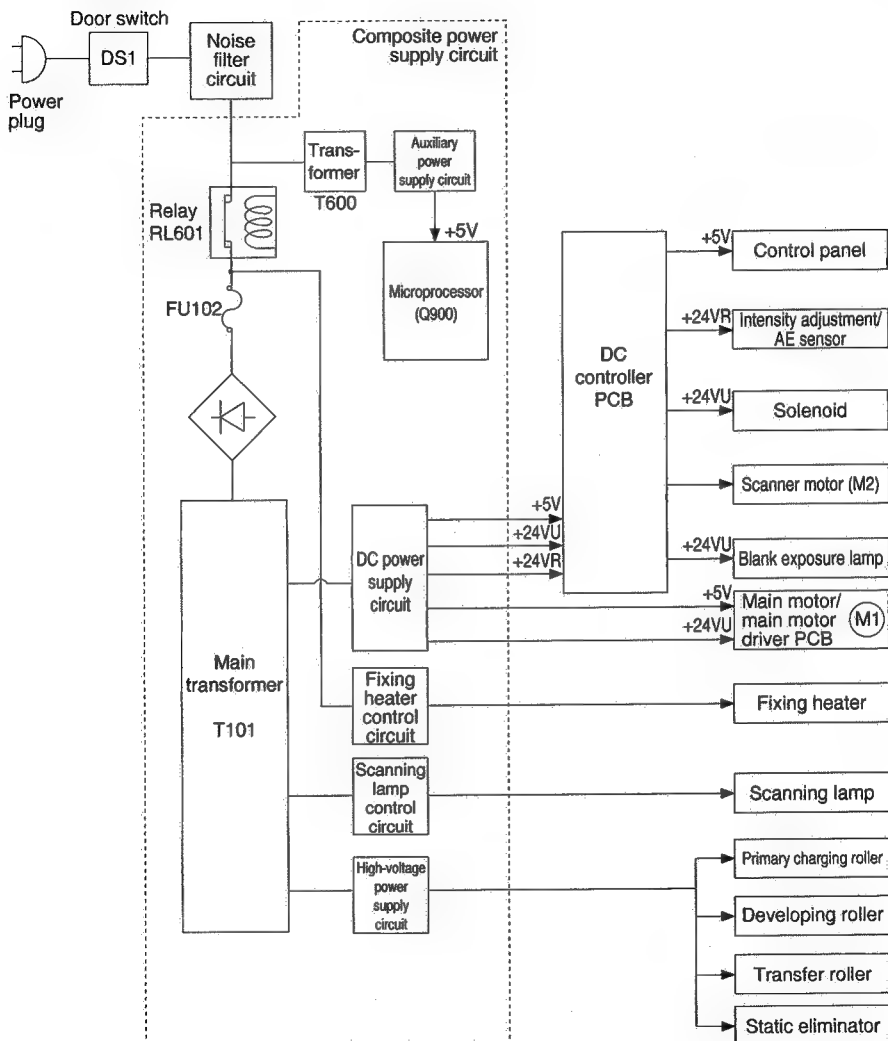 Door switch
DS1
Power
plug
Noise
filter
circuit
Composite power
supply circuit
Trans-
former
T600
Auxiliary
power
supply circuit
+5V
Microprocessor
(Q900)
Relay
RL601
FU102
Main
transformer
T101
DC power
supply
circuit
+5V
+24VU
+24VR
Fixing
heater
control
circuit
Scanning
lamp
control
circuit
High-voltage
power
supply
circuit
DC
controller
PCB
+5V
Control panel
+24VR
Intensity adjustment/
AE sensor
+24VU
Solenoid
Scanner motor (M2)
+24VU
Blank exposure lamp
+5V
+24VU
Main motor/
main motor
driver PCB
M1
Fixing heater
Scanning lamp
Primary charging roller
Developing roller
Transfer roller
Static eliminator